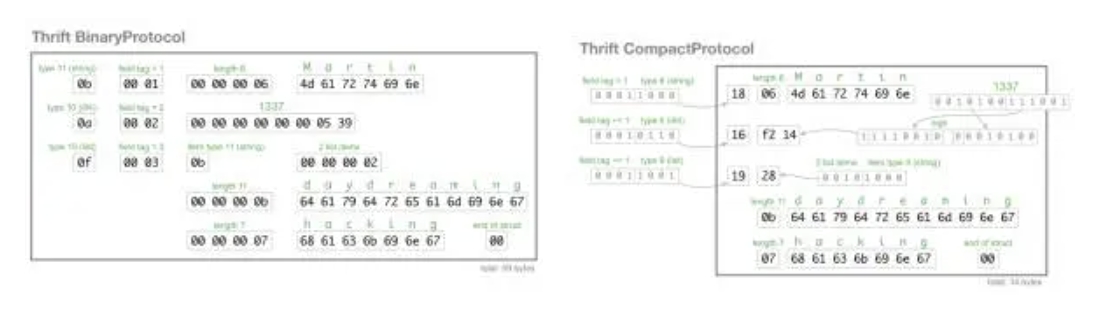 Thrift BinaryProtocol
type 11 (string) field tag = 1 length 6 M a r t i n
0b 00 01 00 00 00 06 4d 61 72 74 69 6e
type 10 (i64) field tag = 2 1337
0a 00 02 00 00 00 00 00 00 05 39
type 15 (list) field tag = 3 item type 11 (string) 2 list items
0f 00 03 0b 00 00 00 02
length 11 d a y d r e a m i n g
00 00 00 0b 64 61 79 64 72 65 61 6d 69 6e 67
length 7 h a c k i n g end of struct
00 00 00 07 68 61 63 6b 69 6e 67 00
total: 59 bytes
Thrift CompactProtocol
field tag = 1 type 8 (string) length 6 M a r t i n
0 0 0 1 1 0 0 0 18 06 4d 61 72 74 69 6e
1337
0 0 1 0 1 0 0 1 1 1 0 0 1
field tag += 1 type 6 (i64) sign
0 0 0 1 0 1 1 0 16 f2 14 1 1 1 1 0 0 1 0 0 0 0 1 0 1 0 0
field tag += 1 type 9 (list) 2 list items item type 8 (string)
0 0 0 1 1 0 0 1 19 28 0 0 1 0 1 0 0 0
length 11 d a y d r e a m i n g
0b 64 61 79 64 72 65 61 6d 69 6e 67
length 7 h a c k i n g end of struct
07 68 61 63 6b 69 6e 67 00
total: 34 bytes